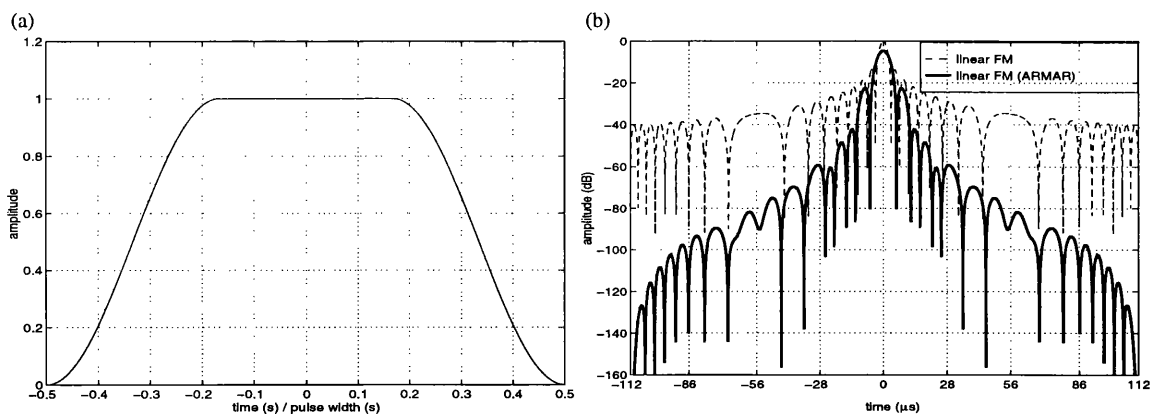 (a)
1.2
1
0.8
0.6
0.4
0.2
0
amplitude
−0.5 −0.4 −0.3 −0.2 −0.1 0 0.1 0.2 0.3 0.4 0.5
time (s) / pulse width (s)
(b)
0
−20
−40
−60
−80
−100
−120
−140
−160
amplitude (dB)
linear FM
linear FM (ARMAR)
−112 −86 −56 −28 0 28 56 86 112
time (μs)